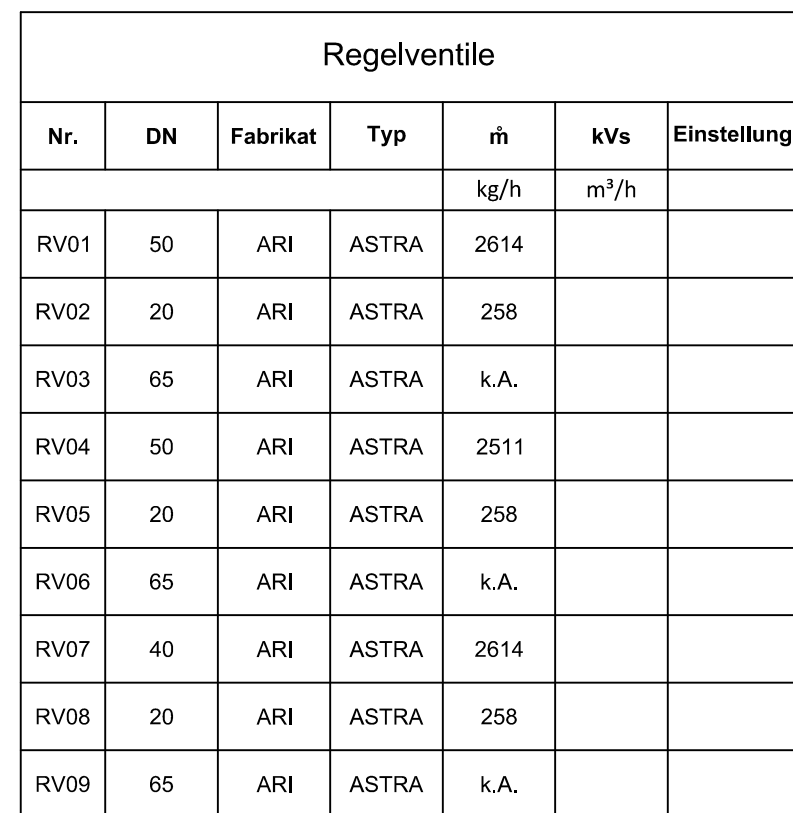 Regelventile
Nr. DN Fabrikat Typ m̊ kVs Einstellung
kg/h m³/h
RV01 50 ARI ASTRA 2614
RV02 20 ARI ASTRA 258
RV03 65 ARI ASTRA k.A.
RV04 50 ARI ASTRA 2511
RV05 20 ARI ASTRA 258
RV06 65 ARI ASTRA k.A.
RV07 40 ARI ASTRA 2614
RV08 20 ARI ASTRA 258
RV09 65 ARI ASTRA k.A.